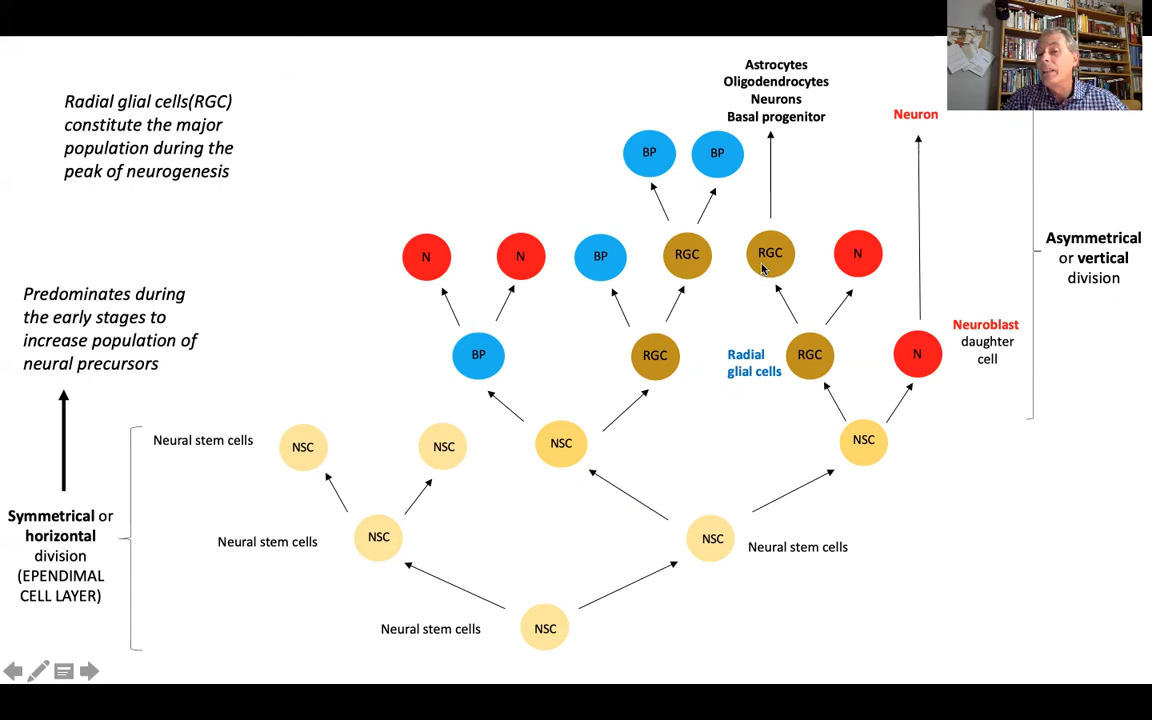 Radial glial cells(RGC)
constitute the major
population during the
peak of neurogenesis
Astrocytes
Oligodendrocytes
Neurons
Basal progenitor
Neuron
BP
BP
N
N
BP
RGC
RGC
N
Asymmetrical
or vertical
division
Predominates during
the early stages to
increase population of
neural precursors
BP
RGC
Radial
glial cells
RGC
N
Neuroblast
daughter
cell
Neural stem cells
NSC
NSC
NSC
NSC
Symmetrical or
horizontal
division
(EPENDIMAL
CELL LAYER)
Neural stem cells
NSC
NSC
Neural stem cells
Neural stem cells
NSC